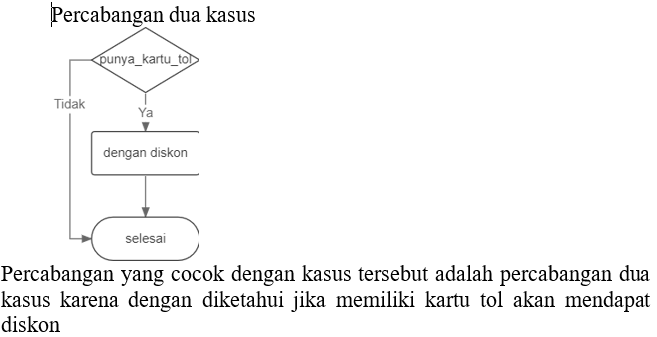 Percabangan dua kasus
punya_kartu_tol
Tidak
Ya
dengan diskon
selesai
Percabangan yang cocok dengan kasus tersebut adalah percabangan dua
kasus karena dengan diketahui jika memiliki kartu tol akan mendapat
diskon